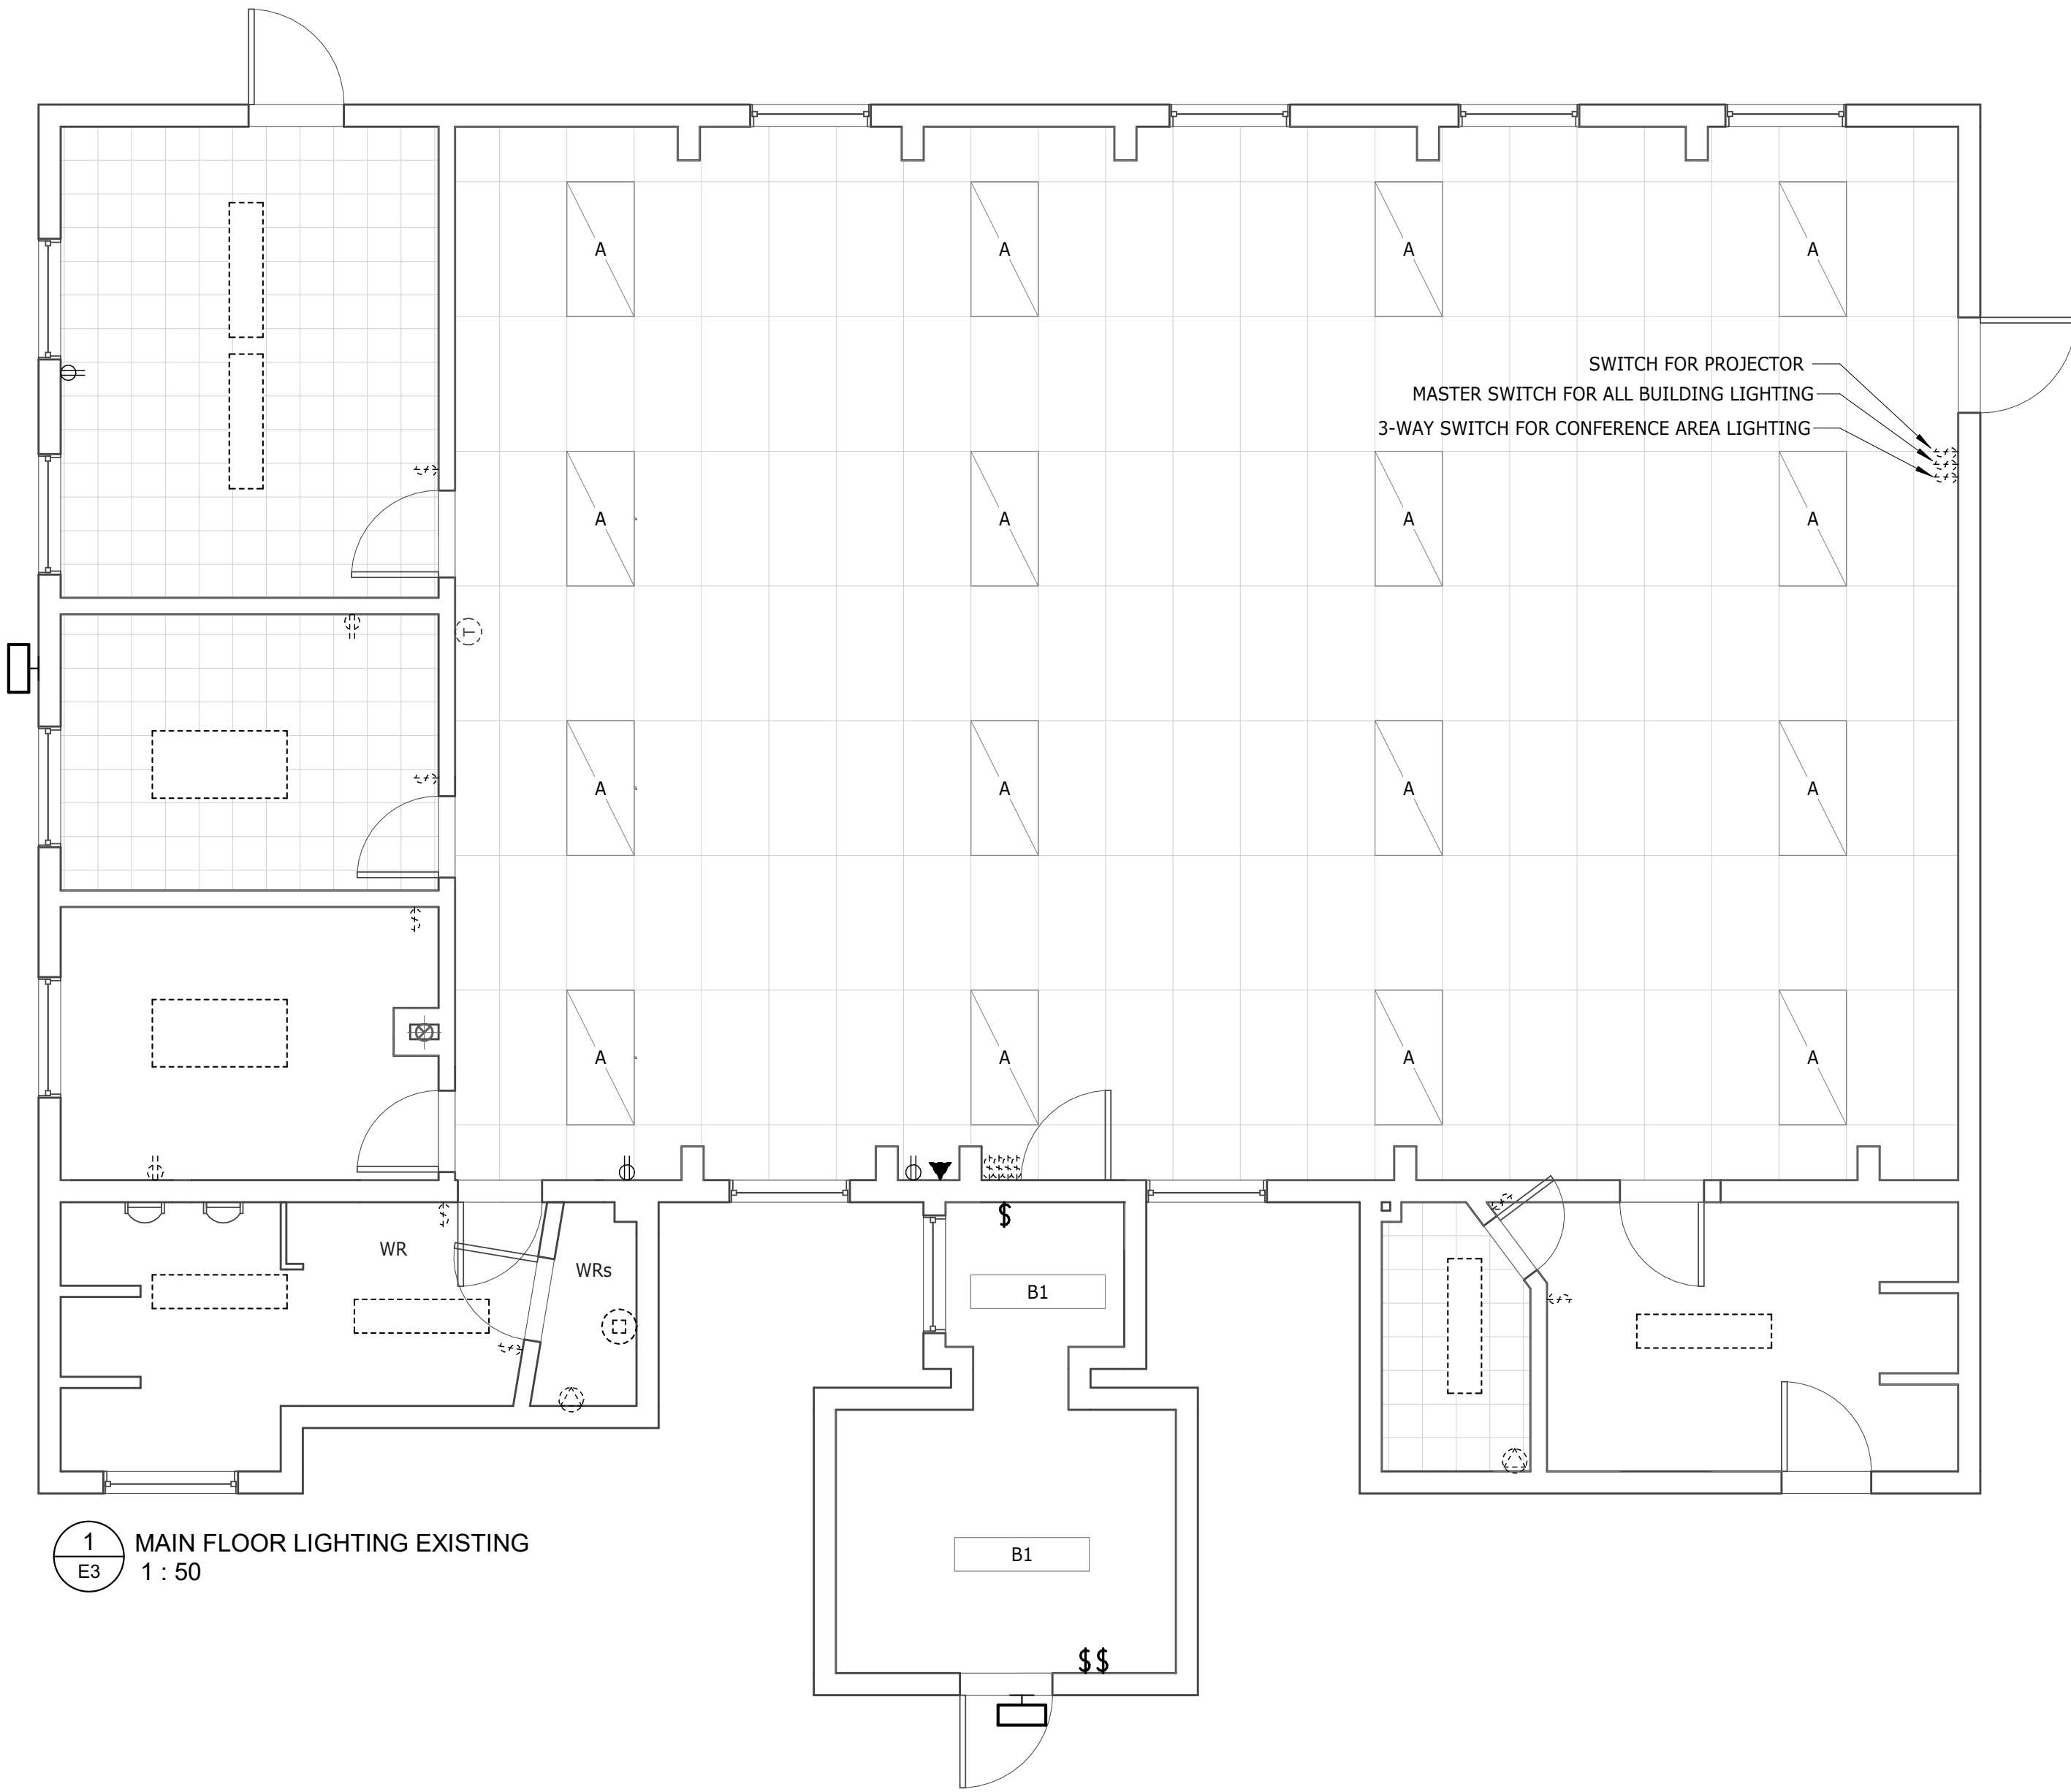 A A A A
SWITCH FOR PROJECTOR
MASTER SWITCH FOR ALL BUILDING LIGHTING
3-WAY SWITCH FOR CONFERENCE AREA LIGHTING
A A A A
T
A A A A
A A A A
$
WR
WRs
B1
1
E3
MAIN FLOOR LIGHTING EXISTING
1 : 50
B1
$$